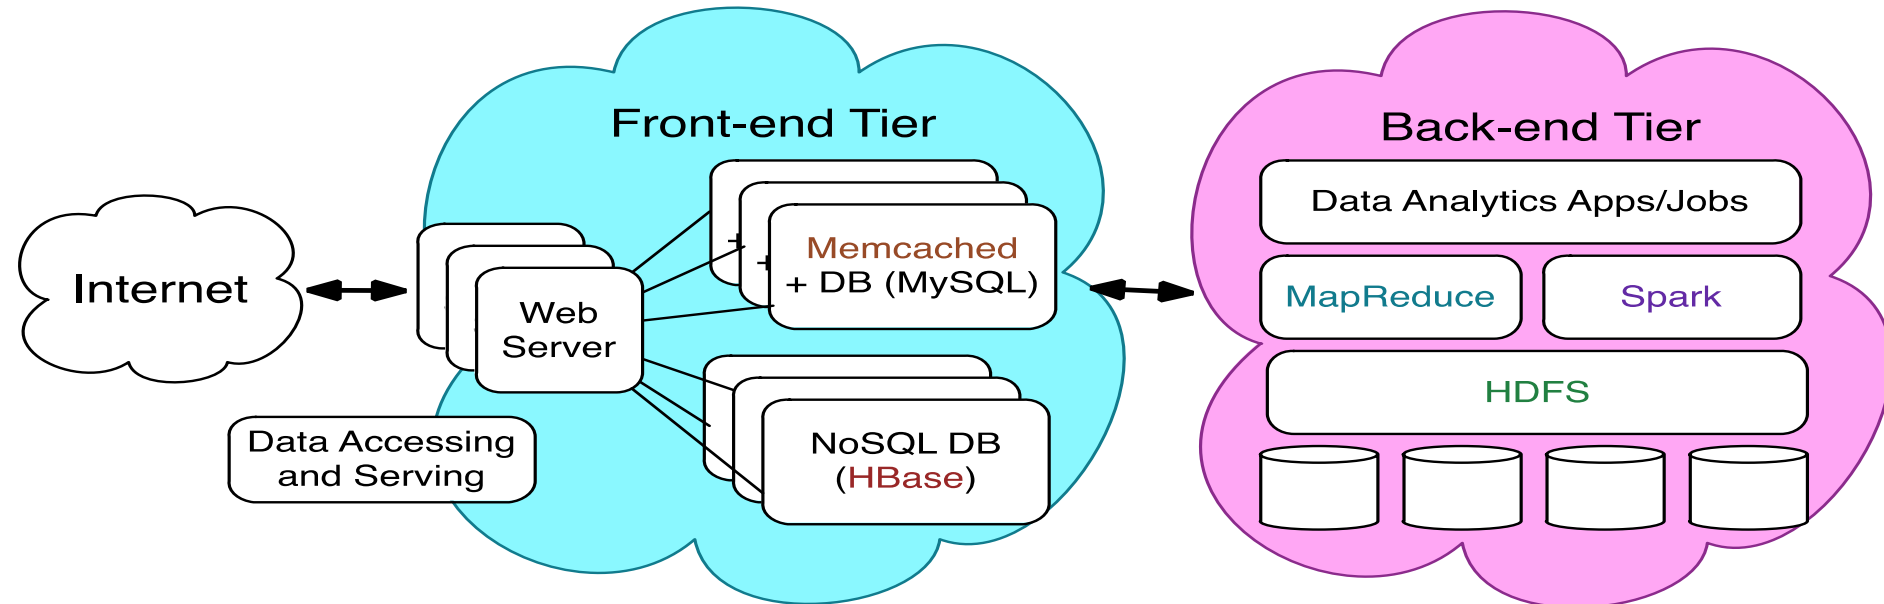 Front-end Tier
Back-end Tier
Internet
Web
Server
Memcached
+ DB (MySQL)
+
+
NoSQL DB
(HBase)
Data Accessing
and Serving
Data Analytics Apps/Jobs
MapReduce
Spark
HDFS